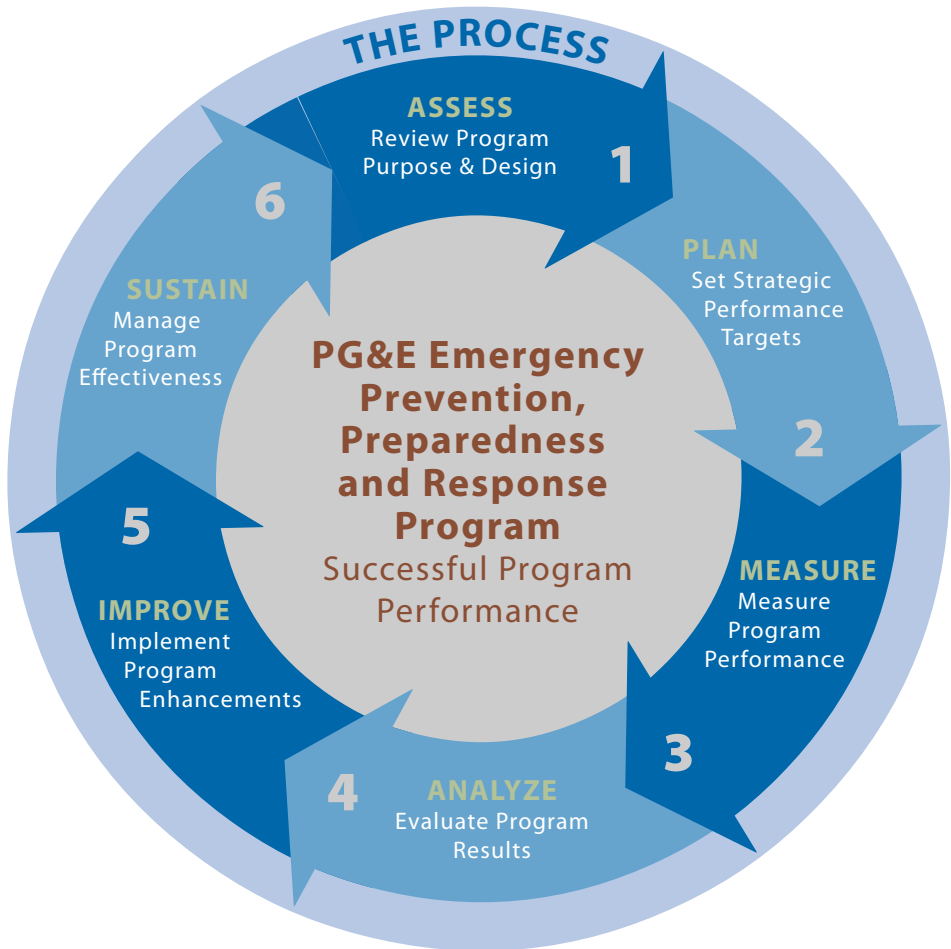 THE PROCESS
ASSESS
Review Program
Purpose & Design
1
PLAN
Set Strategic
Performance
Targets
2
MEASURE
Measure
Program
Performance
3
ANALYZE
Evaluate Program
Results
4
IMPROVE
Implement
Program
Enhancements
5
SUSTAIN
Manage
Program
Effectiveness
6
PG&E Emergency
Prevention,
Preparedness
and Response
Program
Successful Program
Performance